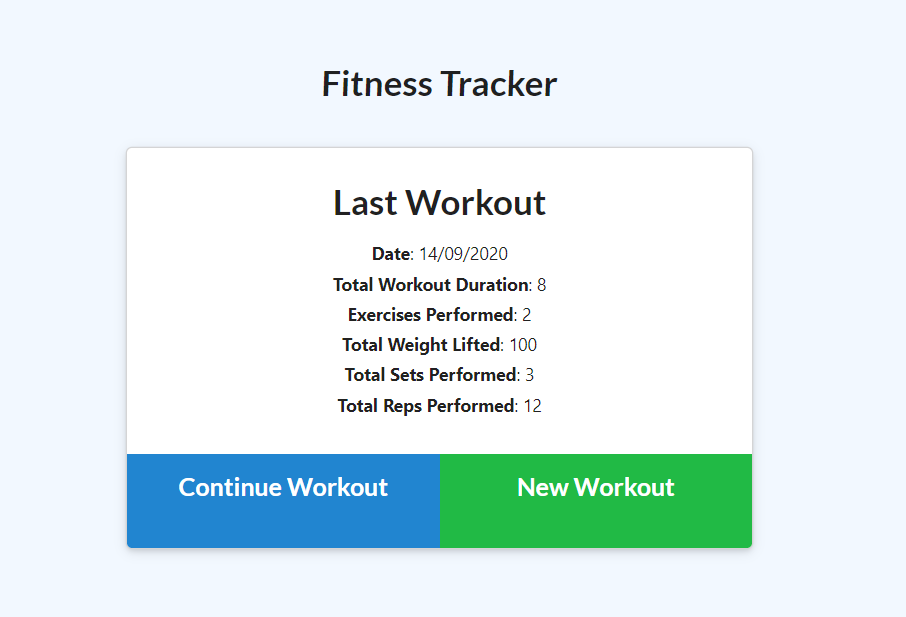 Fitness Tracker
Last Workout
Date: 14/09/2020
Total Workout Duration: 8
Exercises Performed: 2
Total Weight Lifted: 100
Total Sets Performed: 3
Total Reps Performed: 12
Continue Workout
New Workout